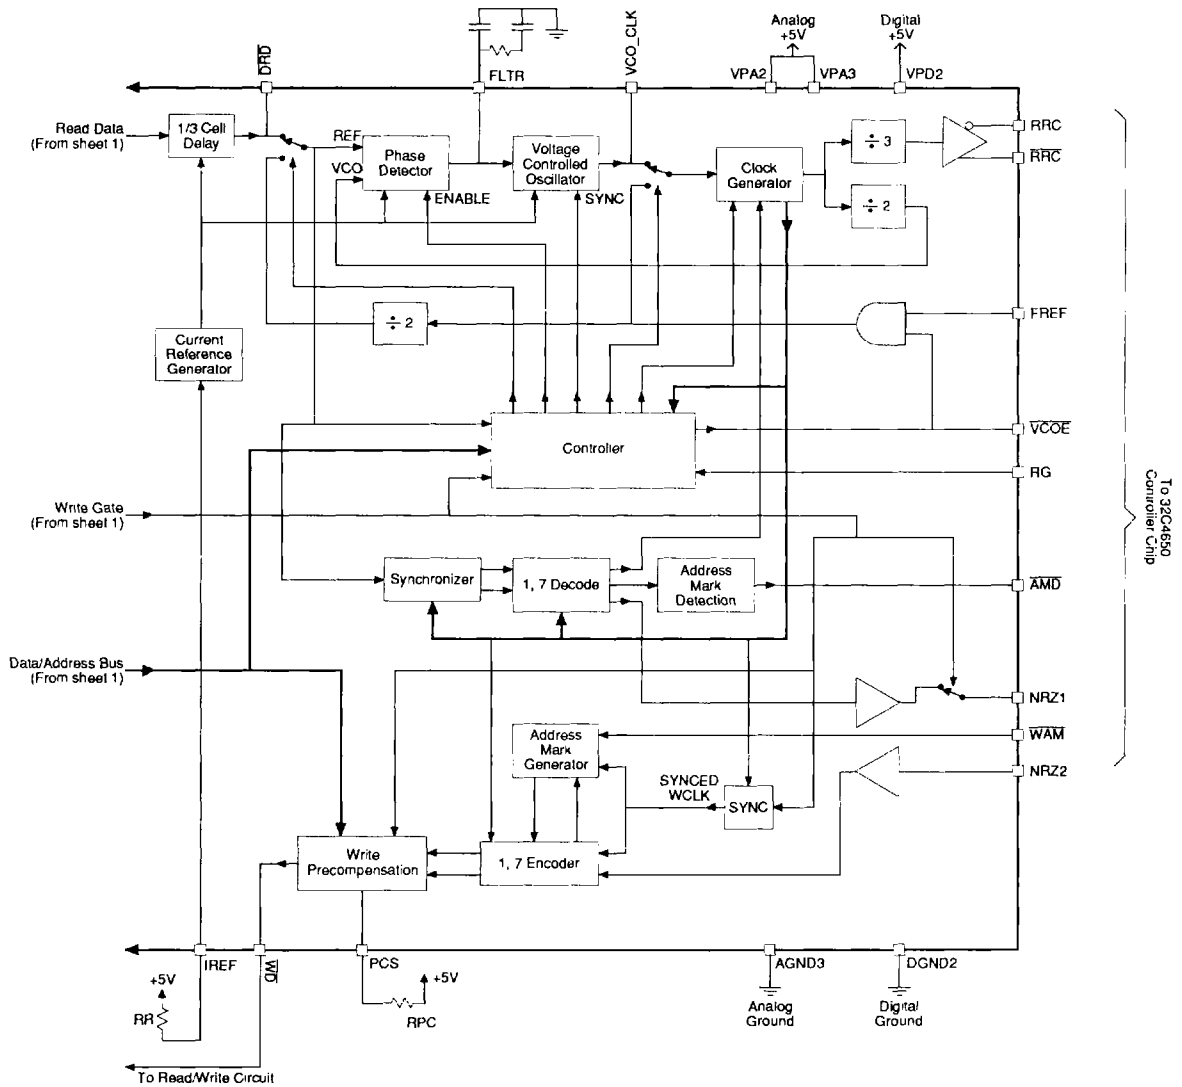 Analog
+5V
Digital
+5V
DRD
FLTR
VCO_CLK
VPA2
VPA3
VPD2
Read Data
(From sheet 1)
1/3 Cell
Delay
REF
VCO
Phase
Detector
ENABLE
Voltage
Controlled
Oscillator
SYNC
Clock
Generator
÷ 3
÷ 2
RRC
RRC
÷ 2
FREF
Current
Reference
Generator
Controller
VCOE
RG
Write Gate
(From sheet 1)
To 32C4650
Controller Chip
Synchronizer
1, 7 Decode
Address
Mark
Detection
AMD
Data/Address Bus
(From sheet 1)
NRZ1
Address
Mark
Generator
WAM
SYNCED
WCLK
SYNC
NRZ2
Write
Precompensation
1, 7 Encoder
IREF
WD
PCS
AGND3
DGND2
+5V
RR
+5V
RPC
Analog
Ground
Digital
Ground
To Read/Write Circuit